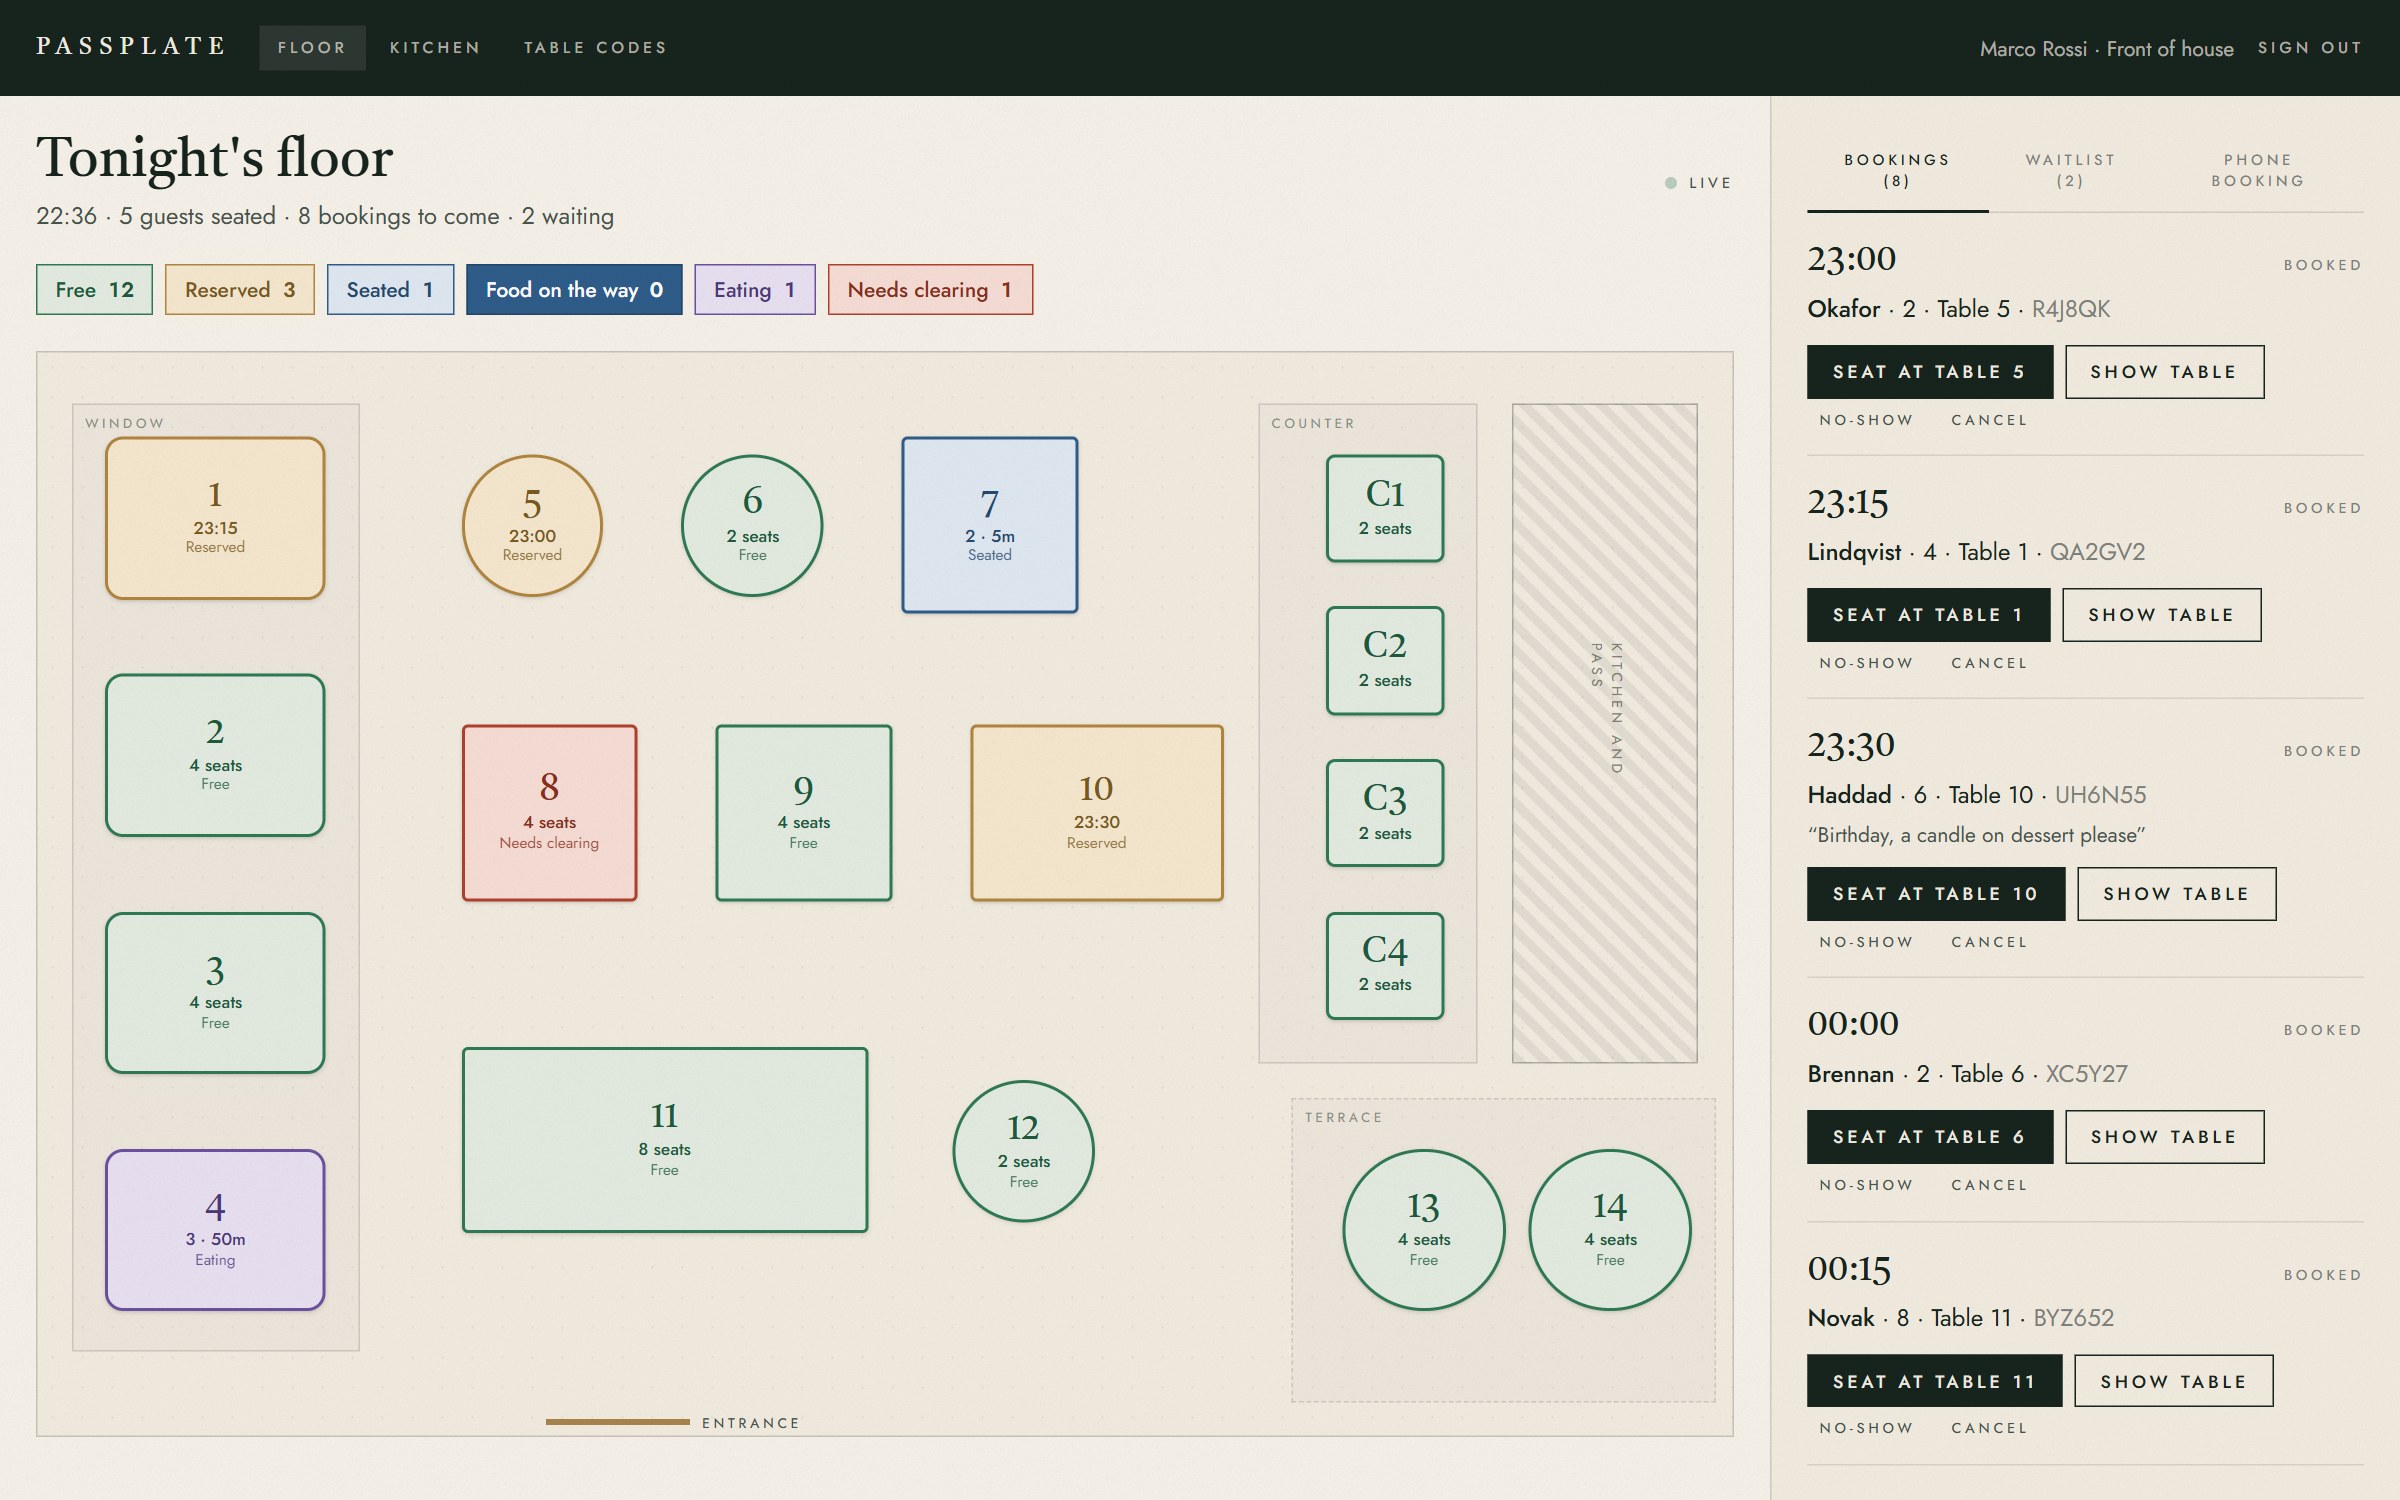 PASSPLATE
FLOOR
KITCHEN
TABLE CODES
Marco Rossi · Front of house
SIGN OUT
Tonight's floor
LIVE
22:36 · 5 guests seated · 8 bookings to come · 2 waiting
Free 12
Reserved 3
Seated 1
Food on the way 0
Eating 1
Needs clearing 1
WINDOW
1
23:15
Reserved
2
4 seats
Free
3
4 seats
Free
4
3 · 50m
Eating
5
23:00
Reserved
6
2 seats
Free
7
2 · 5m
Seated
8
4 seats
Needs clearing
9
4 seats
Free
10
23:30
Reserved
11
8 seats
Free
12
2 seats
Free
COUNTER
C1
2 seats
C2
2 seats
C3
2 seats
C4
2 seats
KITCHEN AND
PASS
TERRACE
13
4 seats
Free
14
4 seats
Free
ENTRANCE
BOOKINGS
(8)
WAITLIST
(2)
PHONE
BOOKING
23:00
BOOKED
Okafor · 2 · Table 5 · R4J8QK
SEAT AT TABLE 5
SHOW TABLE
NO-SHOW
CANCEL
23:15
BOOKED
Lindqvist · 4 · Table 1 · QA2GV2
SEAT AT TABLE 1
SHOW TABLE
NO-SHOW
CANCEL
23:30
BOOKED
Haddad · 6 · Table 10 · UH6N55
“Birthday, a candle on dessert please”
SEAT AT TABLE 10
SHOW TABLE
NO-SHOW
CANCEL
00:00
BOOKED
Brennan · 2 · Table 6 · XC5Y27
SEAT AT TABLE 6
SHOW TABLE
NO-SHOW
CANCEL
00:15
BOOKED
Novak · 8 · Table 11 · BYZ652
SEAT AT TABLE 11
SHOW TABLE
NO-SHOW
CANCEL